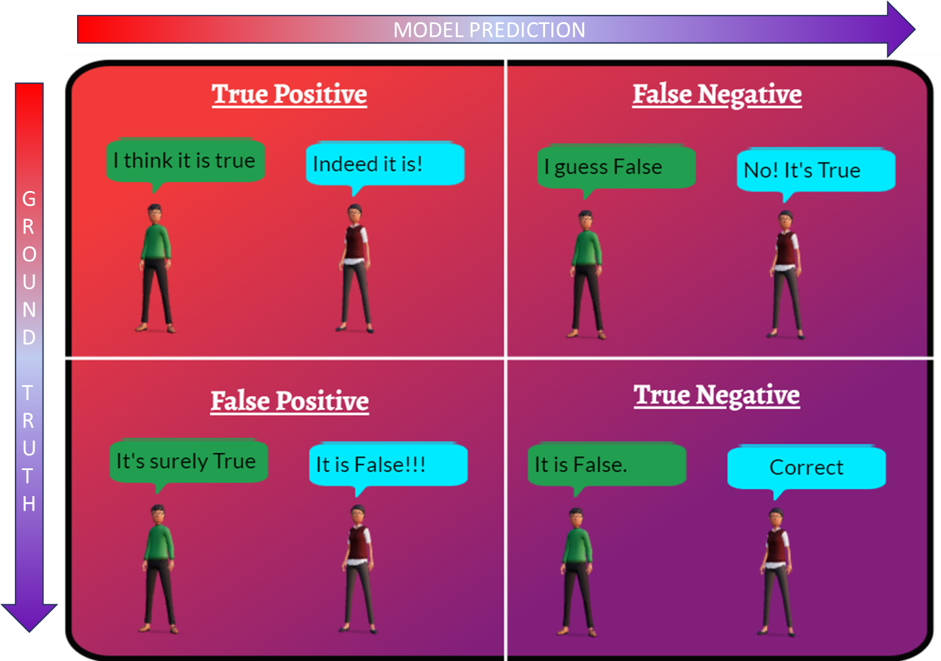 MODEL PREDICTION
GROUND TRUTH
True Positive
I think it is true
Indeed it is!
False Negative
I guess False
No! It's True
False Positive
It's surely True
It is False!!!
True Negative
It is False.
Correct